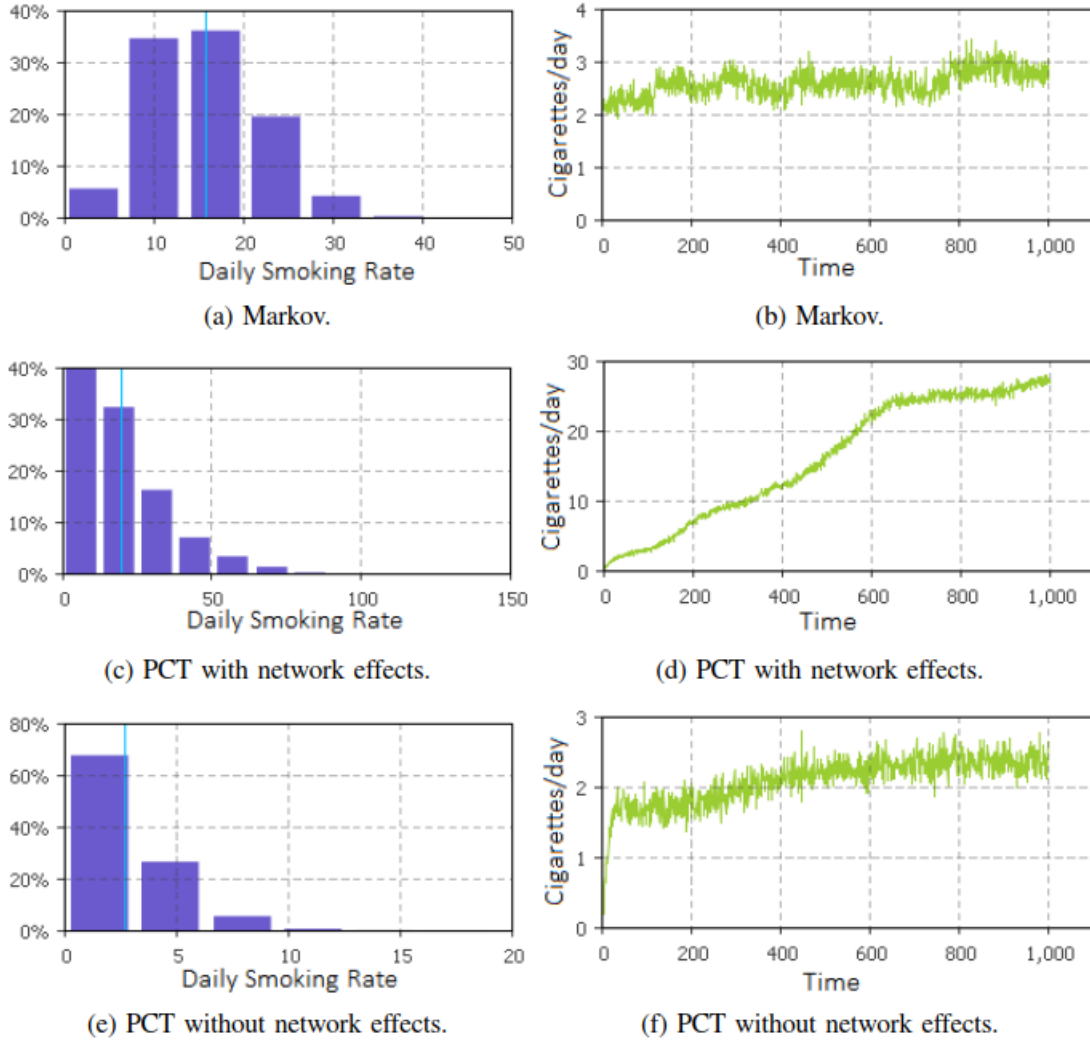 40%
30%
20%
10%
0%
0 10 20 30 40 50
Daily Smoking Rate
(a) Markov.
4
3
2
1
0
Cigarettes/day
0 200 400 600 800 1,000
Time
(b) Markov.
40%
30%
20%
10%
0%
0 50 100 150
Daily Smoking Rate
(c) PCT with network effects.
30
20
10
0
Cigarettes/day
0 200 400 600 800 1,000
Time
(d) PCT with network effects.
80%
60%
40%
20%
0%
0 5 10 15 20
Daily Smoking Rate
(e) PCT without network effects.
3
2
1
0
Cigarettes/day
0 200 400 600 800 1,000
Time
(f) PCT without network effects.